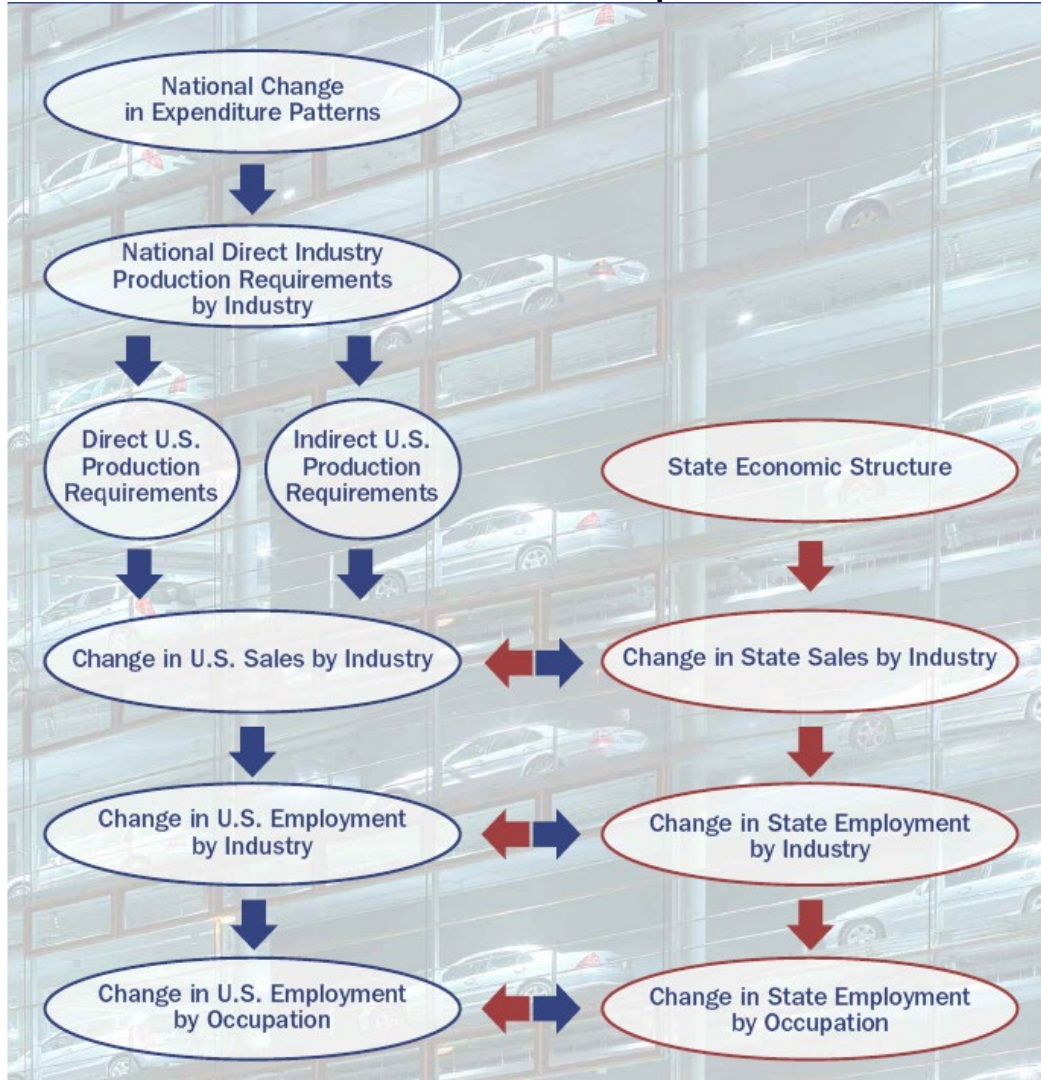 National Change
in Expenditure Patterns
National Direct Industry
Production Requirements
by Industry
Direct U.S.
Production
Requirements
Indirect U.S.
Production
Requirements
State Economic Structure
Change in U.S. Sales by Industry
Change in State Sales by Industry
Change in U.S. Employment
by Industry
Change in State Employment
by Industry
Change in U.S. Employment
by Occupation
Change in State Employment
by Occupation